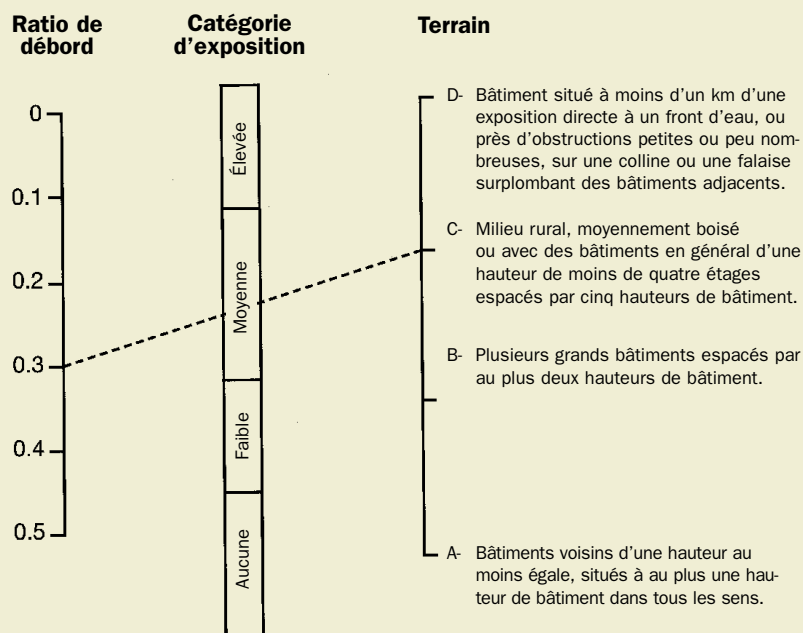 Ratio de
débord
Catégorie
d'exposition
Terrain
0
0.1
0.2
0.3
0.4
0.5
Élevée
Moyenne
Faible
Aucune
D- Bâtiment situé à moins d'un km d'une
exposition directe à un front d'eau, ou
près d'obstructions petites ou peu nom-
breuses, sur une colline ou une falaise
surplombant des bâtiments adjacents.
C- Milieu rural, moyennement boisé
ou avec des bâtiments en général d'une
hauteur de moins de quatre étages
espacés par cinq hauteurs de bâtiment.
B- Plusieurs grands bâtiments espacés par
au plus deux hauteurs de bâtiment.
A- Bâtiments voisins d'une hauteur au
moins égale, situés à au plus une hau-
teur de bâtiment dans tous les sens.